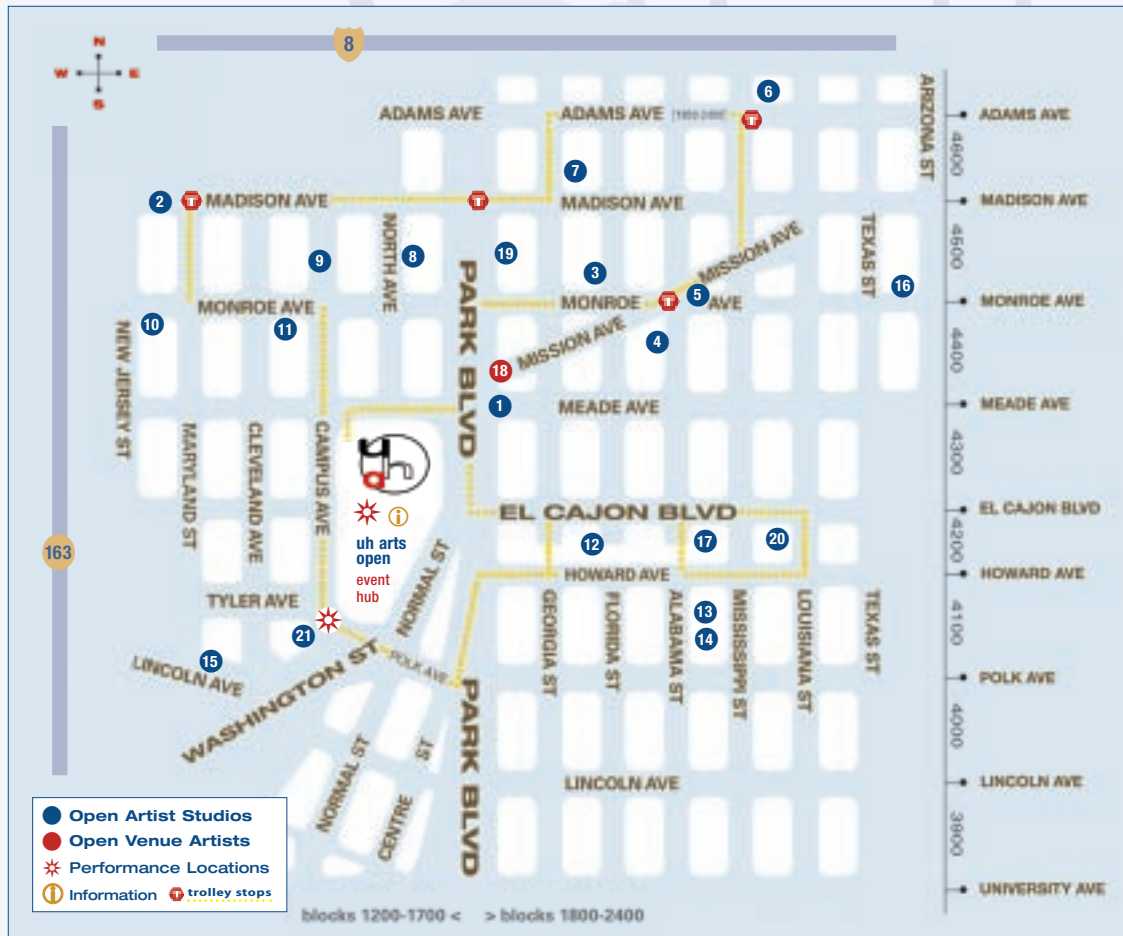 8
N
W E
S
6
ADAMS AVE
ADAMS AVE
ARIZONA ST
ADAMS AVE
4600
7
2
T
MADISON AVE
T
MADISON AVE
MADISON AVE
NORTH AVE
8
9
19
3
MISSION AVE
TEXAS ST
4500
16
5
MONROE AVE
MONROE
T
AVE
MONROE AVE
10
11
NEW JERSEY ST
PARK BLVD
MISSION AVE
4
4400
18
1
MEADE AVE
MEADE AVE
MARYLAND ST
CLEVELAND AVE
CAMPUS AVE
uh
a
4300
EL CAJON BLVD
EL CAJON BLVD
i
163
uh arts
open
event
hub
12
17
20
4200
NORMAL ST
HOWARD AVE
HOWARD AVE
TYLER AVE
GEORGIA ST
FLORIDA ST
ALABAMA ST
13
14
MISSISSIPPI ST
LOUISIANA ST
TEXAS ST
4100
21
15
LINCOLN AVE
WASHINGTON ST
POLK AVE
POLK AVE
PARK BLVD
4000
NORMAL ST
CENTRE ST
LINCOLN AVE
LINCOLN AVE
3900
Open Artist Studios
Open Venue Artists
Performance Locations
i Information T trolley stops
UNIVERSITY AVE
blocks 1200-1700 < > blocks 1800-2400